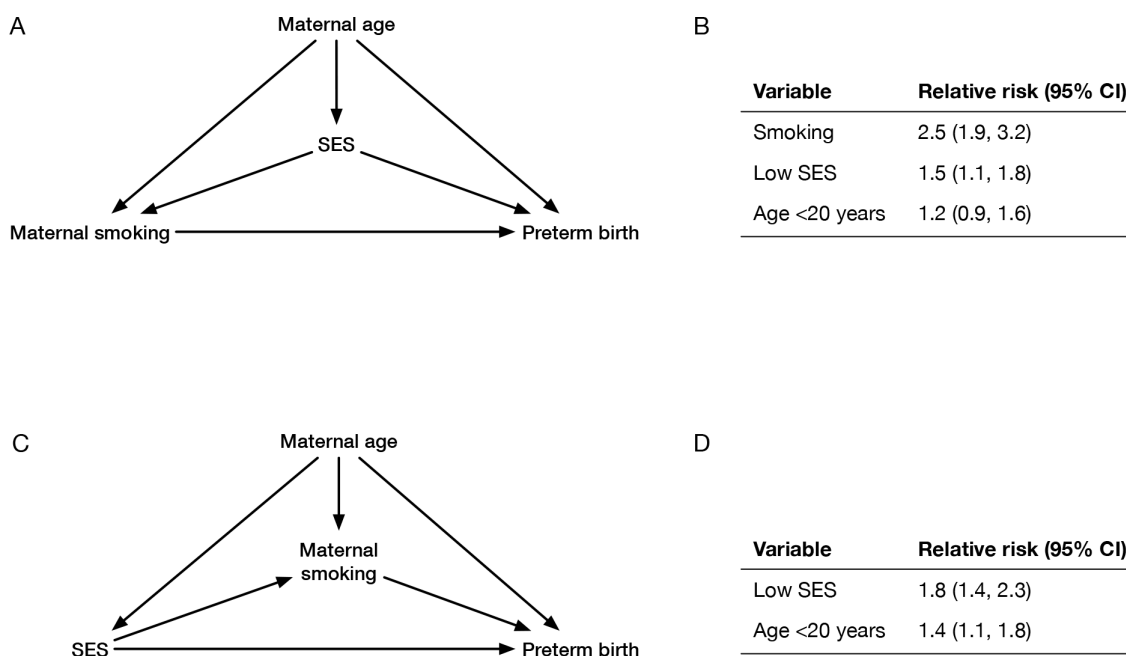 A
Maternal age
SES
Maternal smoking
Preterm birth
B
Variable Relative risk (95% CI)
Smoking 2.5 (1.9, 3.2)
Low SES 1.5 (1.1, 1.8)
Age <20 years 1.2 (0.9, 1.6)
C
Maternal age
Maternal
smoking
SES
Preterm birth
D
Variable Relative risk (95% CI)
Low SES 1.8 (1.4, 2.3)
Age <20 years 1.4 (1.1, 1.8)